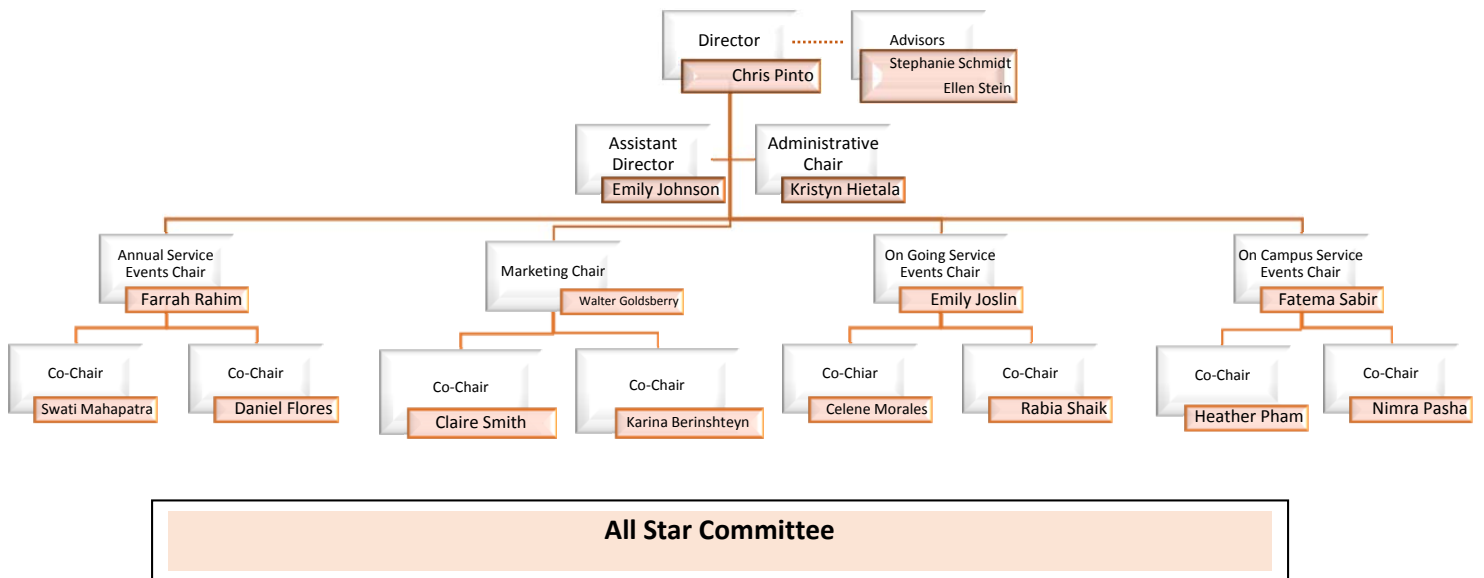 Director
Chris Pinto
Advisors
Stephanie Schmidt
Ellen Stein
Assistant
Director
Emily Johnson
Administrative
Chair
Kristyn Hietala
Annual Service
Events Chair
Farrah Rahim
Marketing Chair
Walter Goldsberry
On Going Service
Events Chair
Emily Joslin
On Campus Service
Events Chair
Fatema Sabir
Co-Chair
Swati Mahapatra
Co-Chair
Daniel Flores
Co-Chair
Claire Smith
Co-Chair
Karina Berinshteyn
Co-Chiar
Celene Morales
Co-Chair
Rabia Shaik
Co-Chair
Heather Pham
Co-Chair
Nimra Pasha
All Star Committee